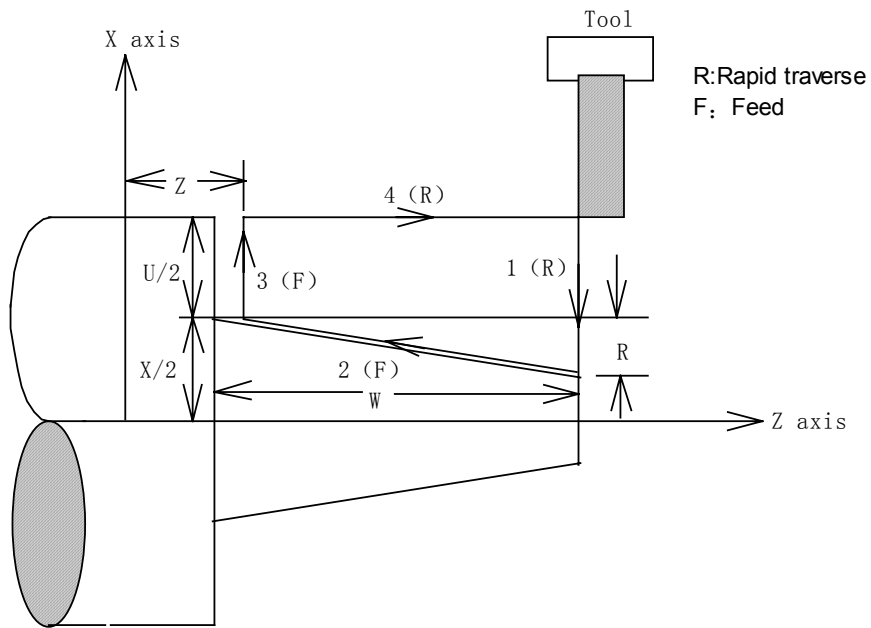 Tool
X axis
R:Rapid traverse
F：Feed
Z
4 (R)
U/2
3 (F)
1 (R)
X/2
2 (F)
R
W
Z axis